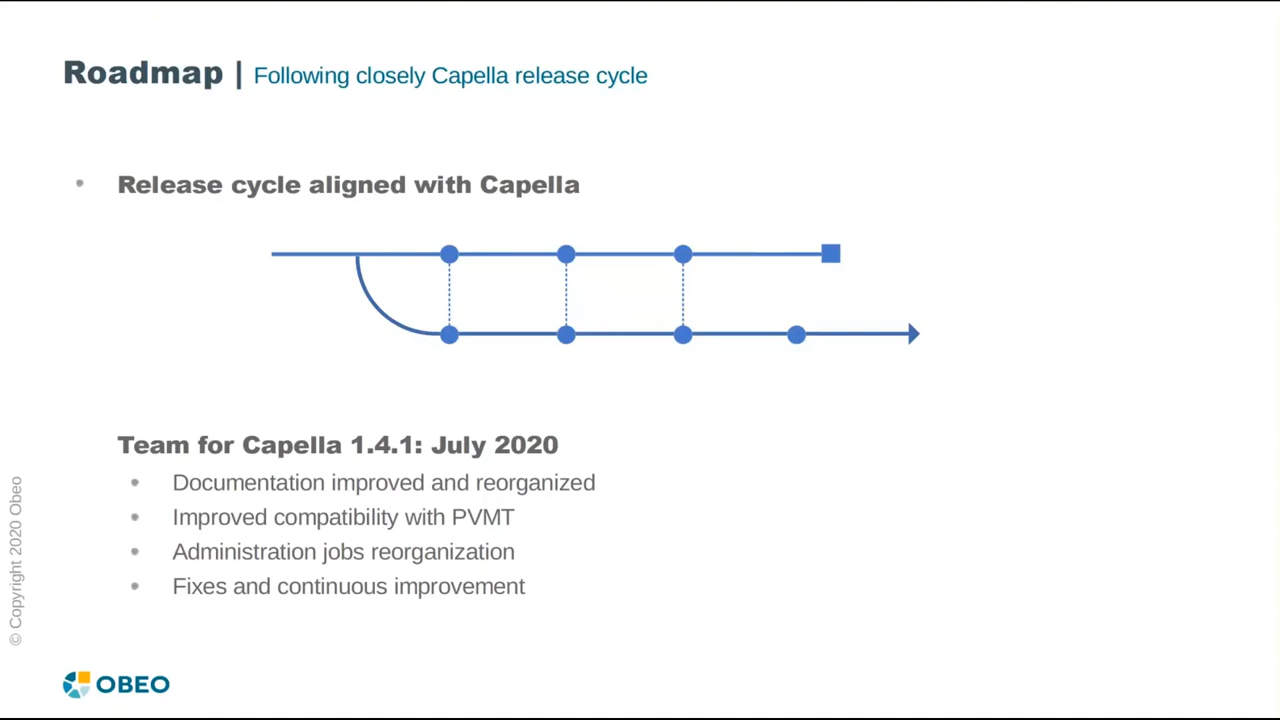 Roadmap | Following closely Capella release cycle
• Release cycle aligned with Capella
Team for Capella 1.4.1: July 2020
• Documentation improved and reorganized
• Improved compatibility with PVMT
• Administration jobs reorganization
• Fixes and continuous improvement
© Copyright 2020 Obeo
OBEO